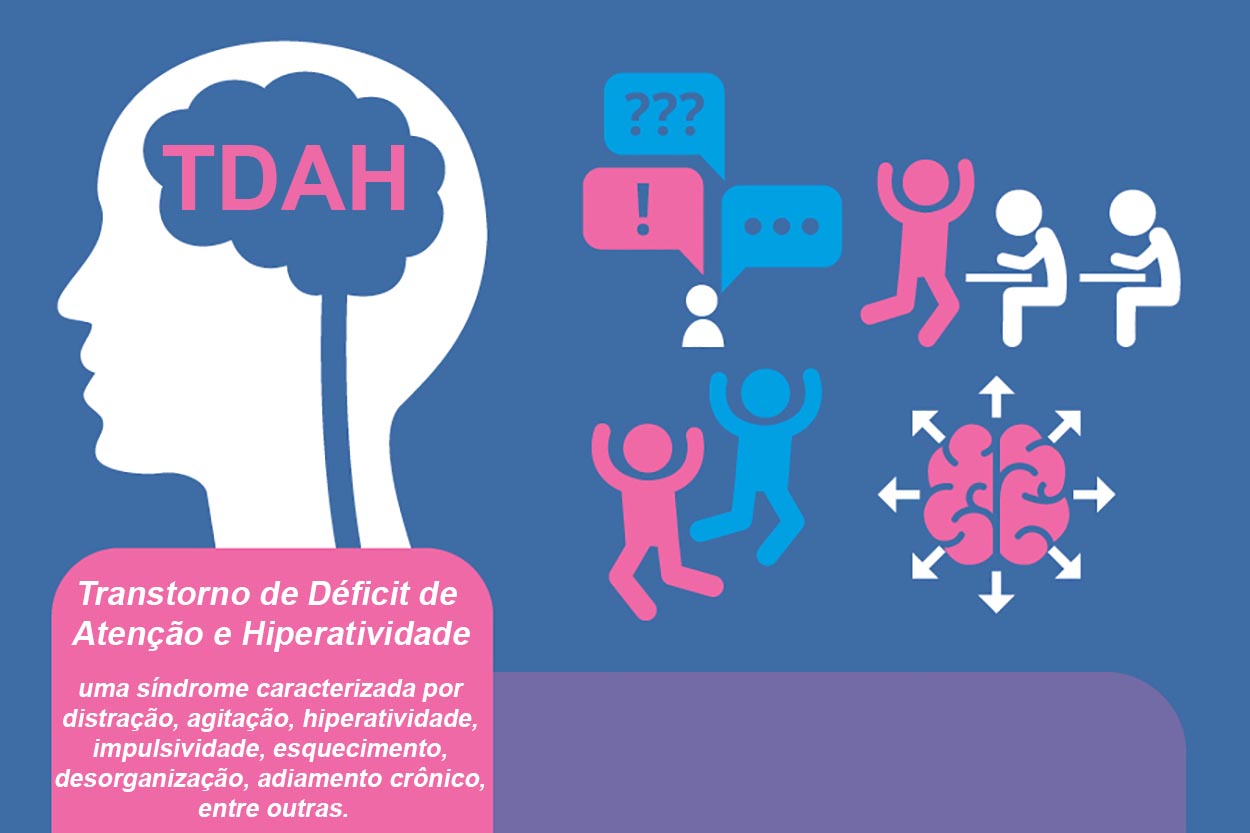 TDAH
???
!
...
Transtorno de Déficit de
Atenção e Hiperatividade
uma síndrome caracterizada por
distração, agitação, hiperatividade,
impulsividade, esquecimento,
desorganização, adiamento crônico,
entre outras.